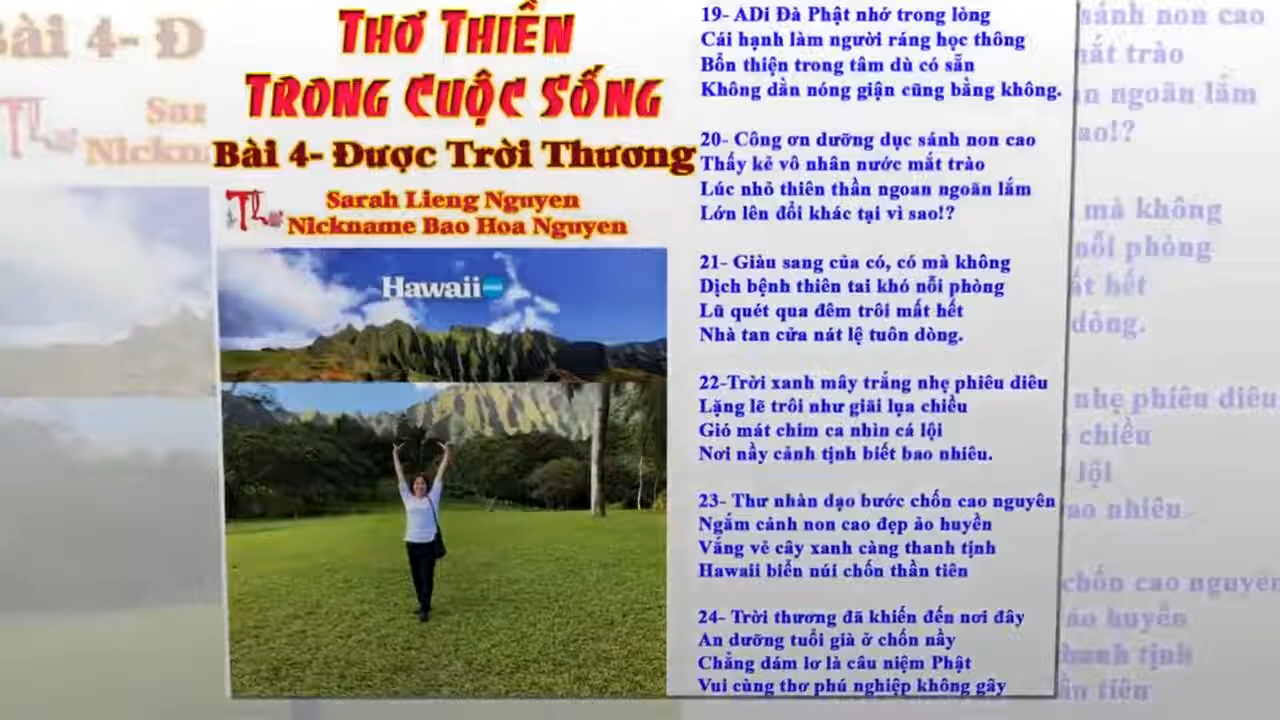 THƠ THIỀN
TRONG CUỘC SỐNG
Bài 4- Được Trời Thương
Sarah Lieng Nguyen
Nickname Bao Hoa Nguyen
Hawaii
19- ADi Đà Phật nhớ trong lòng
Cái hạnh làm người ráng học thông
Bổn thiện trong tâm dù có sẵn
Không dằn nóng giận cũng bằng không.
20- Công ơn dưỡng dục sánh non cao
Thấy kẻ vô nhân nước mắt trào
Lúc nhỏ thiên thần ngoan ngoãn lắm
Lớn lên đổi khác tại vì sao!?
21- Giàu sang của có, có mà không
Dịch bệnh thiên tai khó nỗi phòng
Lũ quét qua đêm trôi mất hết
Nhà tan cửa nát lệ tuôn dòng.
22-Trời xanh mây trắng nhẹ phiêu diêu
Lặng lẽ trôi như giãi lụa chiều
Gió mát chim ca nhìn cá lội
Nơi nầy cảnh tịnh biết bao nhiêu.
23- Thư nhàn dạo bước chốn cao nguyên
Ngắm cảnh non cao đẹp ảo huyền
Vắng vẻ cây xanh càng thanh tịnh
Hawaii biển núi chốn thần tiên
24- Trời thương đã khiến đến nơi đây
An dưỡng tuổi già ở chốn nầy
Chẳng dám lơ là câu niệm Phật
Vui cùng thơ phú nghiệp không gây